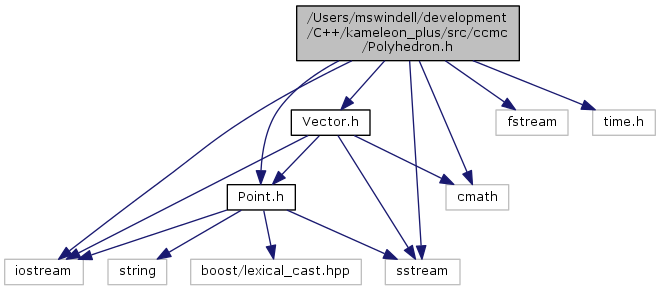 /Users/mswindell/development
/C++/kameleon_plus/src/ccmc
/Polyhedron.h
Vector.h
fstream
time.h
Point.h
cmath
iostream
string
boost/lexical_cast.hpp
sstream